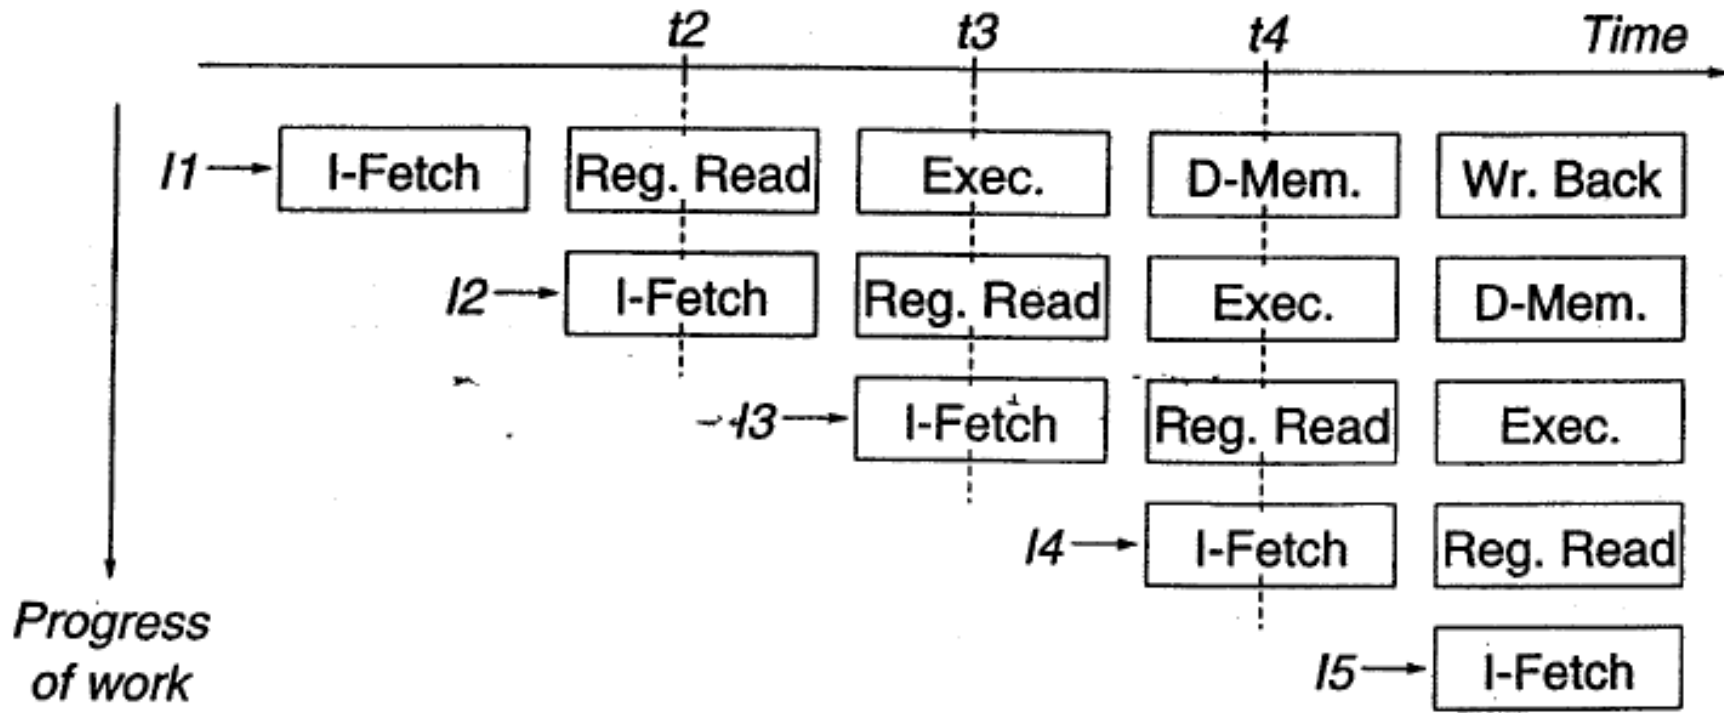 t2 t3 t4 Time
I1 I-Fetch Reg. Read Exec. D-Mem. Wr. Back
I2 I-Fetch Reg. Read Exec. D-Mem.
I3 I-Fetch Reg. Read Exec.
I4 I-Fetch Reg. Read
Progress
of work
I5 I-Fetch